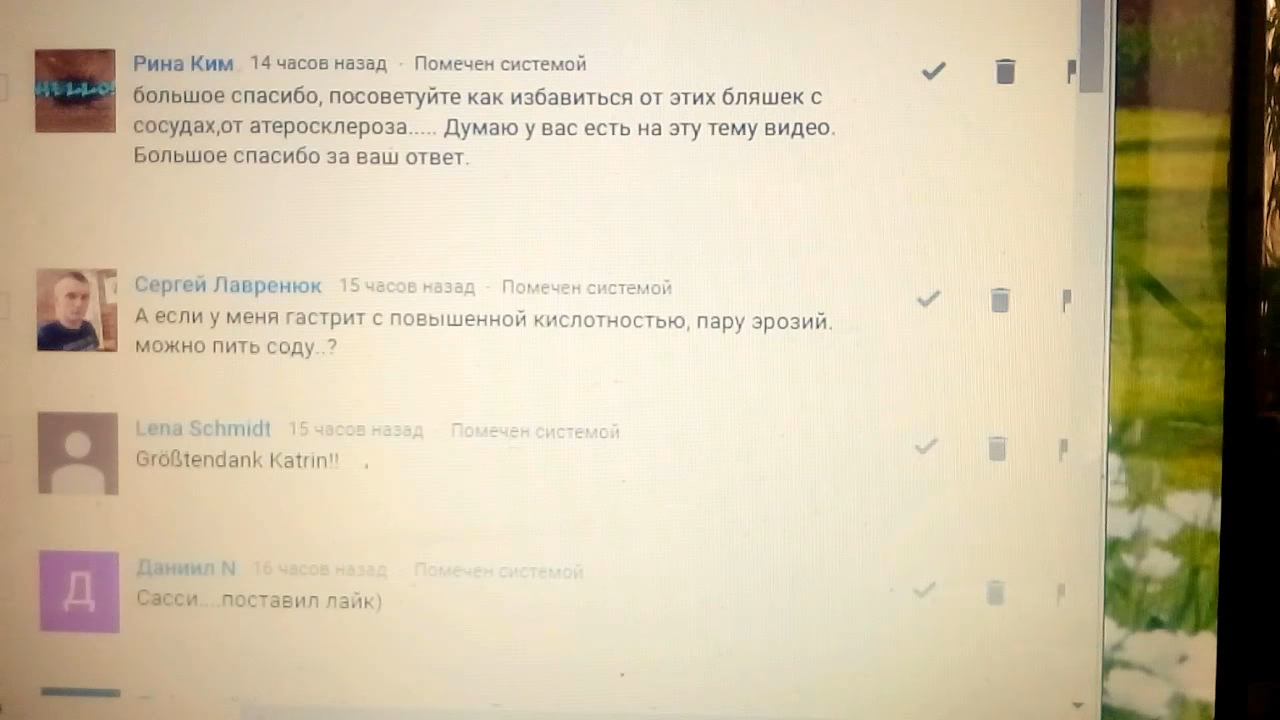 HELLO!
Рина Ким 14 часов назад · Помечен системой
большое спасибо, посоветуйте как избавиться от этих бляшек с
сосудах,от атеросклероза..... Думаю у вас есть на эту тему видео.
Большое спасибо за ваш ответ.
Сергей Лавренюк 15 часов назад · Помечен системой
А если у меня гастрит с повышенной кислотностью, пару эрозий.
можно пить соду..?
Lena Schmidt 15 часов назад · Помечен системой
Größtendank Katrin!!
Д
Даниил N 16 часов назад · Помечен системой
Сасси....поставил лайк)